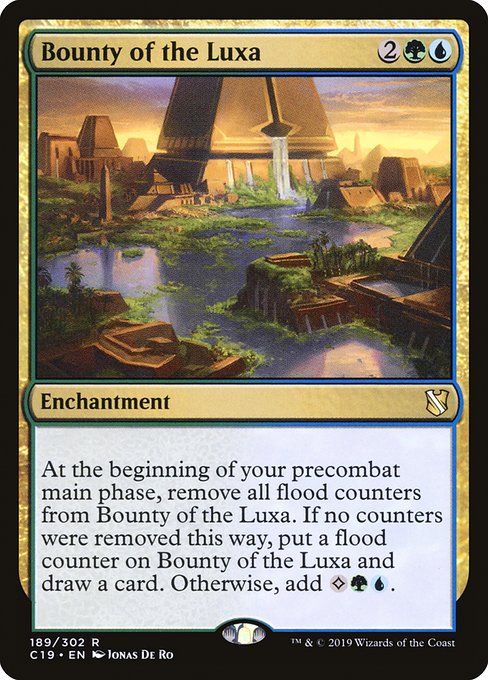 Bounty of the Luxa 2
Enchantment
At the beginning of your precombat
main phase, remove all flood counters
from Bounty of the Luxa. If no counters
were removed this way, put a flood
counter on Bounty of the Luxa and
draw a card. Otherwise, add .
189/302 R
C19 • EN Jonas De Ro
™ & © 2019 Wizards of the Coast